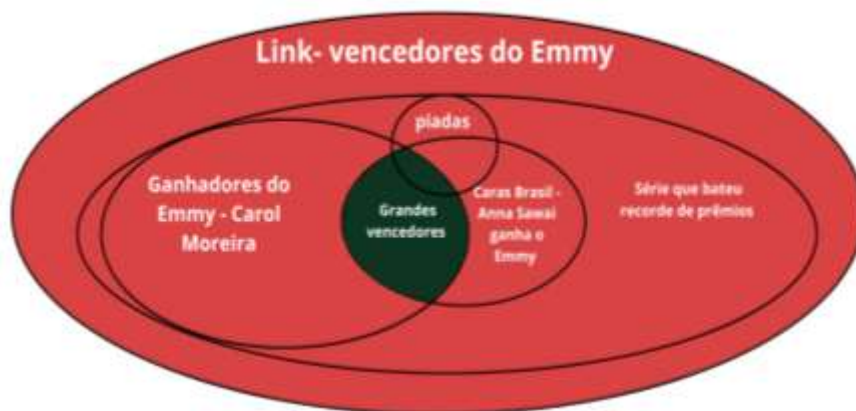 Link- vencedores do Emmy
piadas
Ganhadores do
Emmy - Carol
Moreira
Grandes
vencedores
Caras Brasil -
Anna Sawai
ganha o
Emmy
Série que bateu
recorde de prêmios